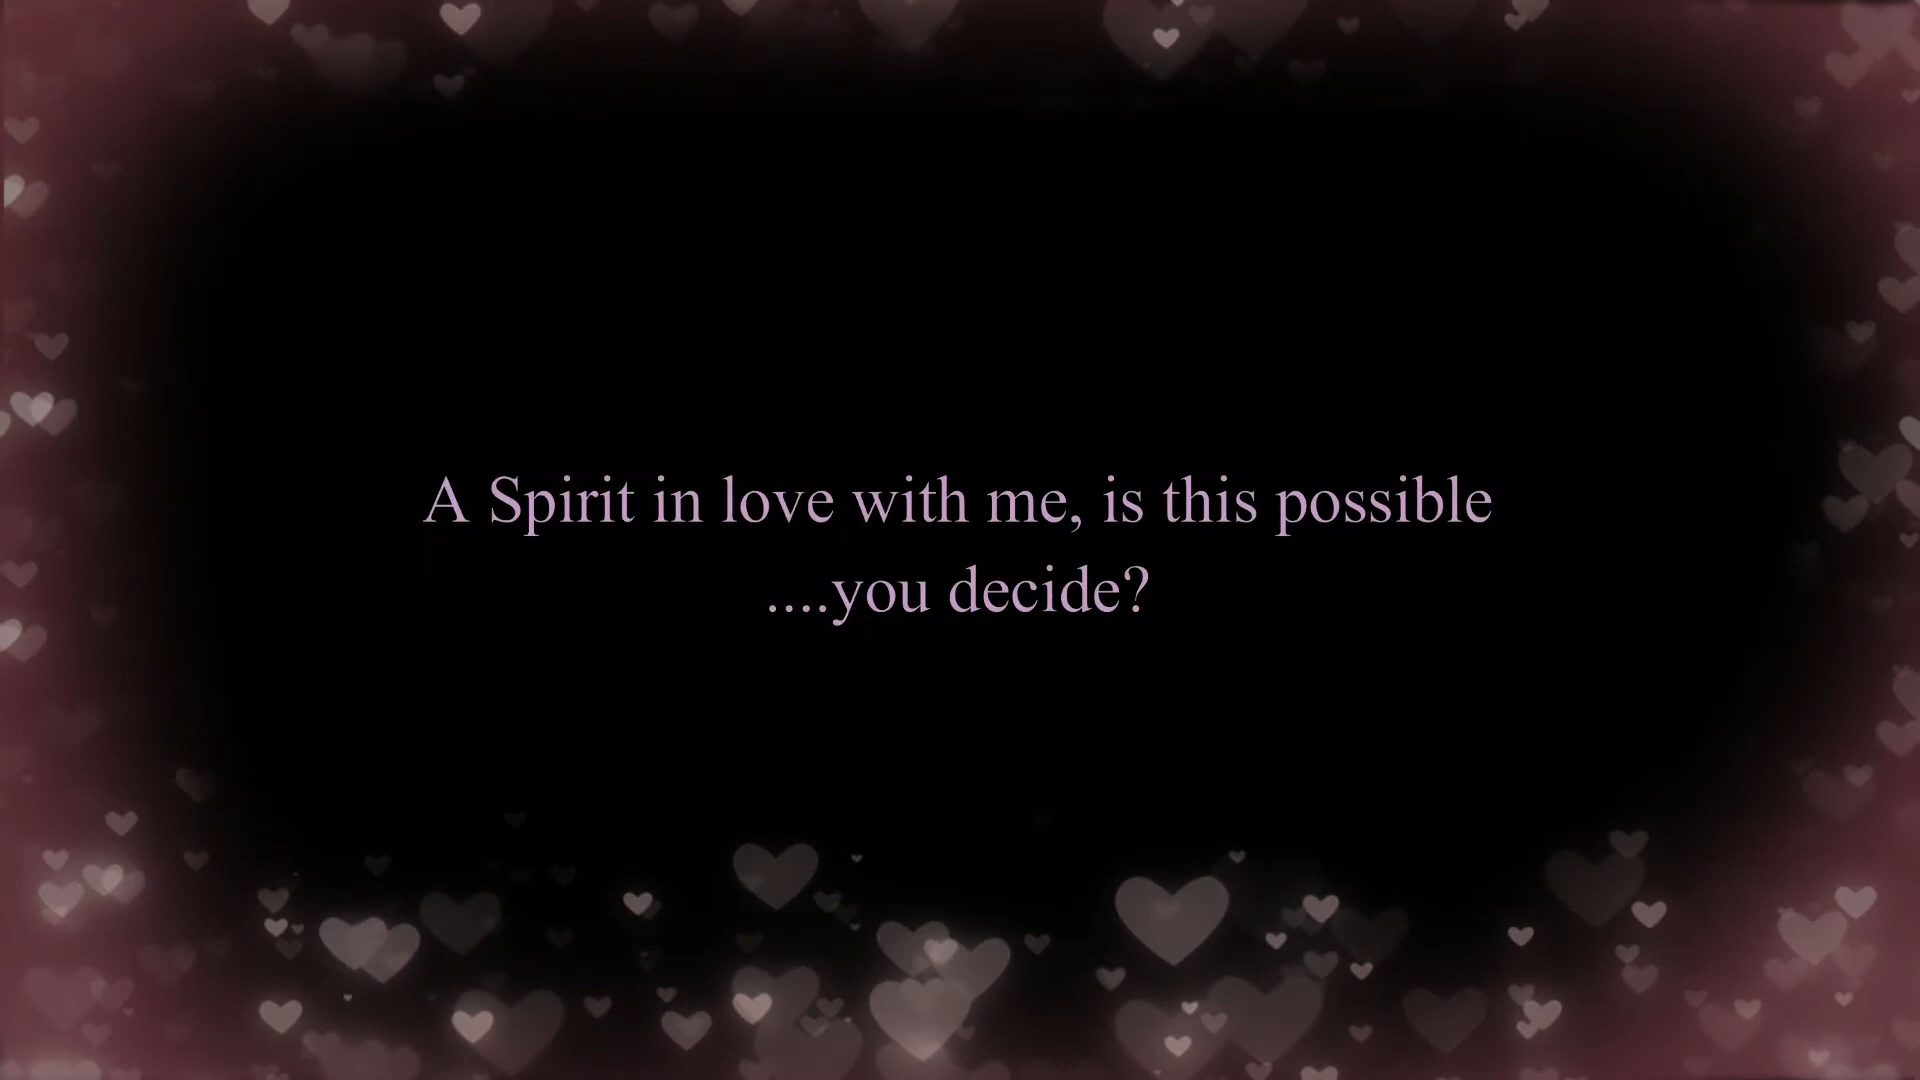 A Spirit in love with me, is this possible
....you decide?